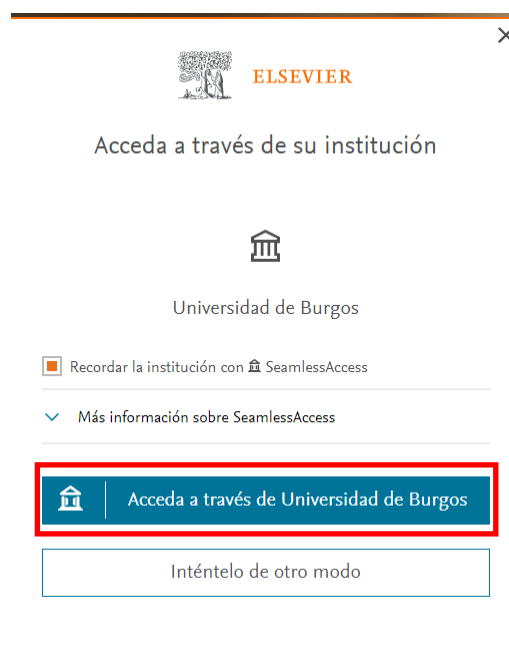 ELSEVIER
Acceda a través de su institución
Universidad de Burgos
Recordar la institución con SeamlessAccess
Más información sobre SeamlessAccess
Acceda a través de Universidad de Burgos
Inténtelo de otro modo